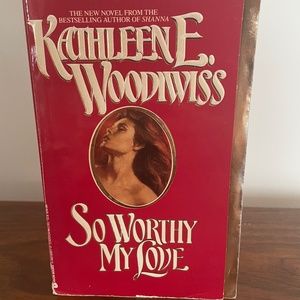 THE NEW NOVEL FROM THE
BESTSELLING AUTHOR OF SHANNA
KATHLEEN E.
WOODIWISS
SO WORTHY
MY LOVE